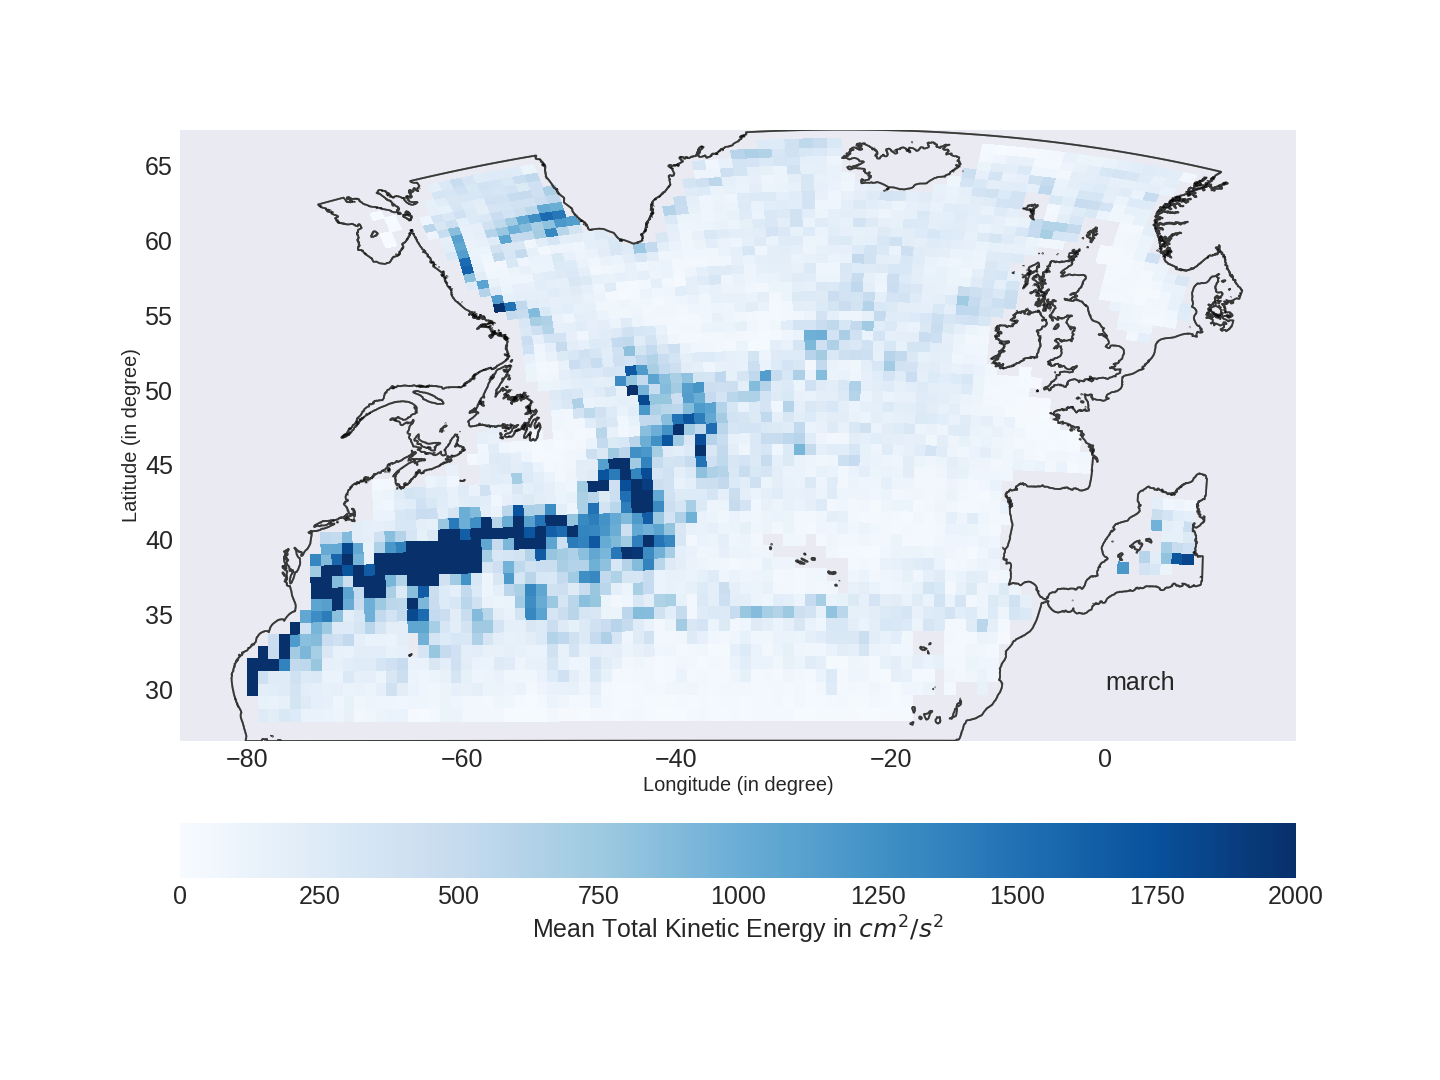 65
60
55
50
45
40
35
30
Latitude (in degree)
march
−80 −60 −40 −20 0
Longitude (in degree)
0 250 500 750 1000 1250 1500 1750 2000
Mean Total Kinetic Energy in cm²/s²